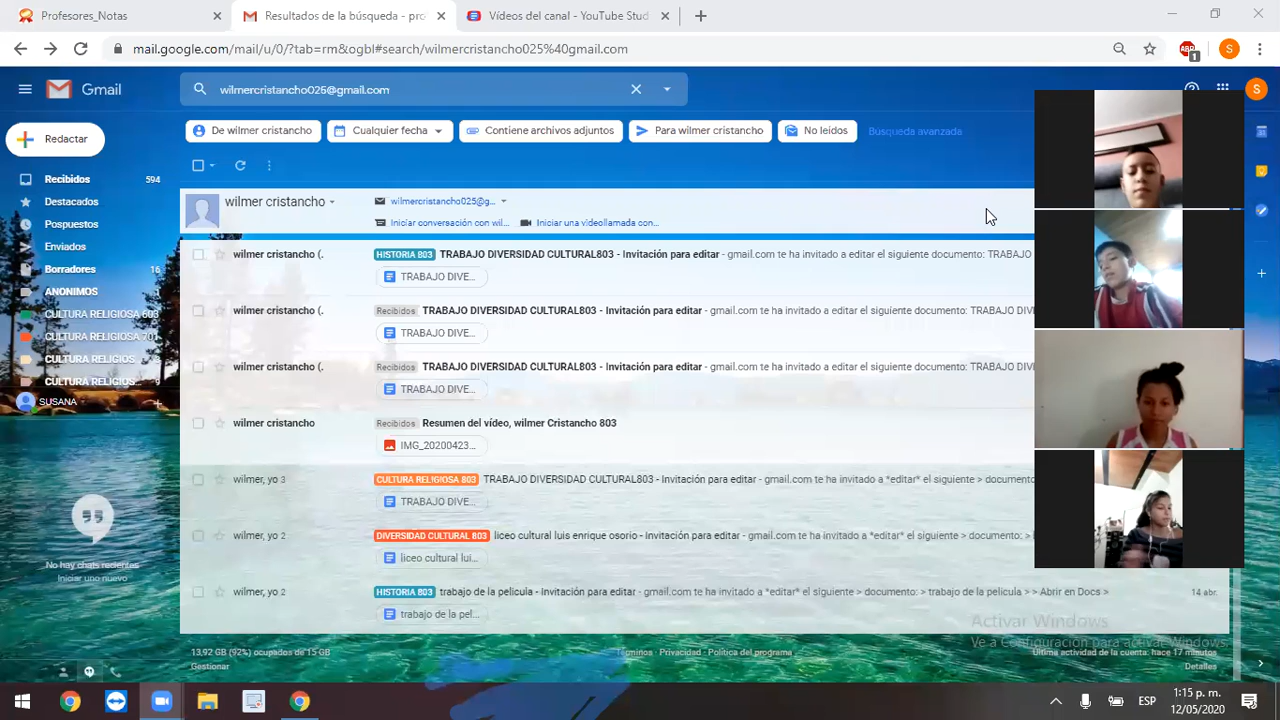 Profesores_Notas
Resultados de la búsqueda - pro
Vídeos del canal - YouTube Stud
mail.google.com/mail/u/0/?tab=rm&ogbl#search/wilmercristancho025%40gmail.com
ABP
1
S
Gmail
wilmercristancho025@gmail.com
S
Redactar
De wilmer cristancho
Cualquier fecha
Contiene archivos adjuntos
Para wilmer cristancho
No leídos
Búsqueda avanzada
Recibidos 594
Destacados
Pospuestos
Enviados
Borradores 16
ANONIMOS
CULTURA RELIGIOSA 603
CULTURA RELIGIOSA 701
CULTURA RELIGIOS...
CULTURA RELIGIOS...
SUSANA
No hay chats recientes
Iniciar uno nuevo
wilmer cristancho
wilmercristancho025@g...
Iniciar conversación con wil...
Iniciar una videollamada con...
wilmer cristancho (. HISTORIA 803 TRABAJO DIVERSIDAD CULTURAL803 - Invitación para editar - gmail.com te ha invitado a editar el siguiente documento: TRABAJO
TRABAJO DIVE...
wilmer cristancho (. Recibidos TRABAJO DIVERSIDAD CULTURAL803 - Invitación para editar - gmail.com te ha invitado a editar el siguiente documento: TRABAJO DIVE
TRABAJO DIVE...
wilmer cristancho (. Recibidos TRABAJO DIVERSIDAD CULTURAL803 - Invitación para editar - gmail.com te ha invitado a editar el siguiente documento: TRABAJO DIVE
TRABAJO DIVE...
wilmer cristancho Recibidos Resumen del vídeo, wilmer Cristancho 803
IMG_20200423...
wilmer, yo 3 CULTURA RELIGIOSA 803 TRABAJO DIVERSIDAD CULTURAL803 - Invitación para editar - gmail.com te ha invitado a *editar* el siguiente > documento
TRABAJO DIVE...
wilmer, yo 2 DIVERSIDAD CULTURAL 803 liceo cultural luis enrique osorio - Invitación para editar - gmail.com te ha invitado a *editar* el siguiente > documento: >
liceo cultural lui...
wilmer, yo 2 HISTORIA 803 trabajo de la pelicula - Invitación para editar - gmail.com te ha invitado a *editar* el siguiente > documento: > trabajo de la pelicula > > Abrir en Docs > 14 abr.
trabajo de la pel...
Activar Windows
Ve a Configuración para activar Windows.
13,92 GB (92%) ocupados de 15 GB
Gestionar
Términos · Privacidad · Política del programa
Última actividad de la cuenta: hace 17 minutos
Detalles
ESP
1:15 p. m.
12/05/2020